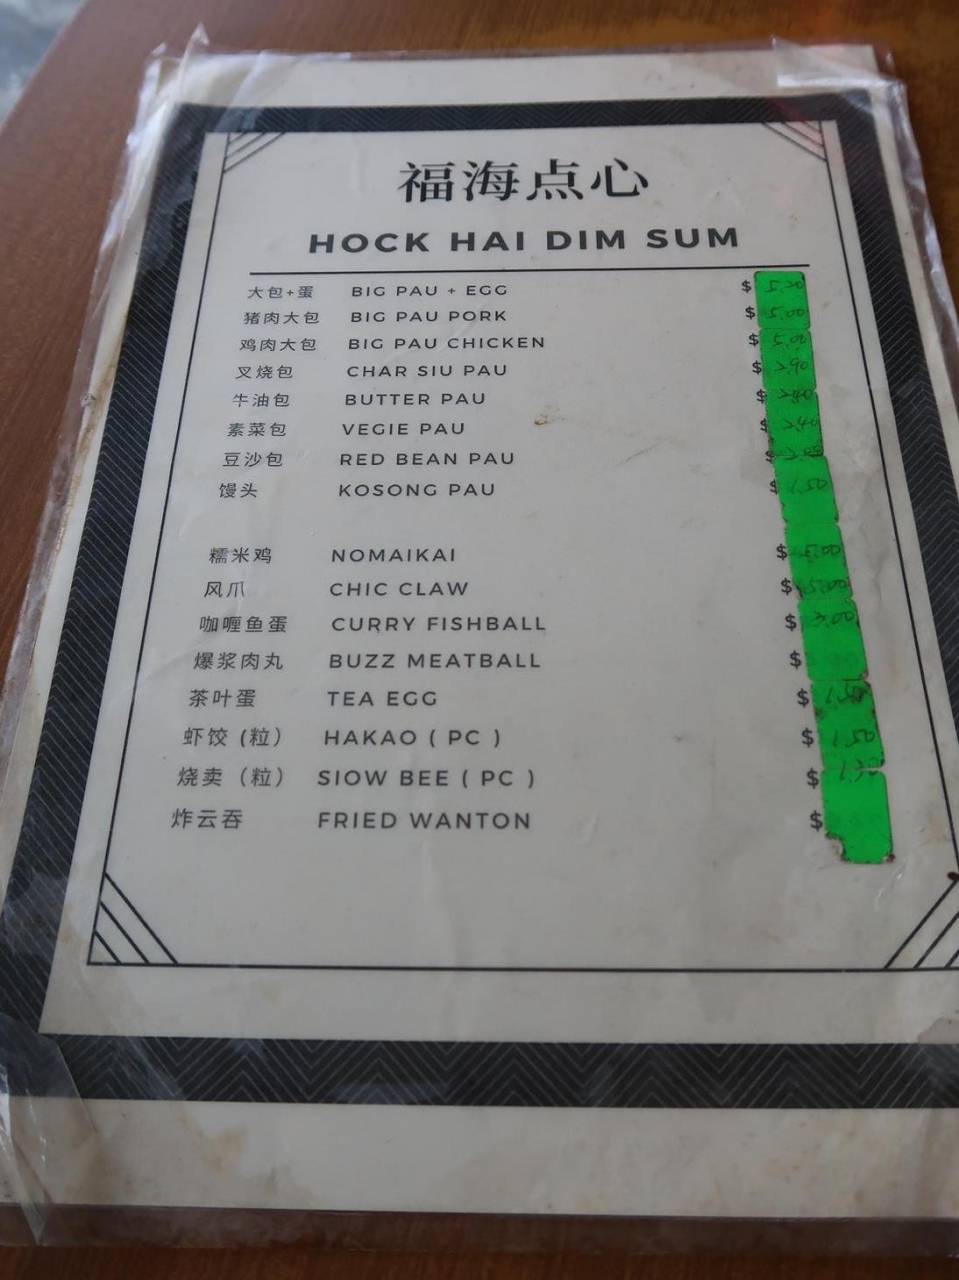 福海点心
HOCK HAI DIM SUM
大包+蛋 BIG PAU + EGG $ 5.20
猪肉大包 BIG PAU PORK $ 5.00
鸡肉大包 BIG PAU CHICKEN $ 5.00
叉烧包 CHAR SIU PAU $ 2.90
牛油包 BUTTER PAU $
素菜包 VEGIE PAU $ 2.40
豆沙包 RED BEAN PAU $
馒头 KOSONG PAU $ 1.50
糯米鸡 NOMAIKAI $
风爪 CHIC CLAW $
咖喱鱼蛋 CURRY FISHBALL $ 3.00
爆浆肉丸 BUZZ MEATBALL $
茶叶蛋 TEA EGG $
虾饺 (粒) HAKAO ( PC ) $ 1.50
烧卖（粒） SIOW BEE ( PC ) $
炸云吞 FRIED WANTON $